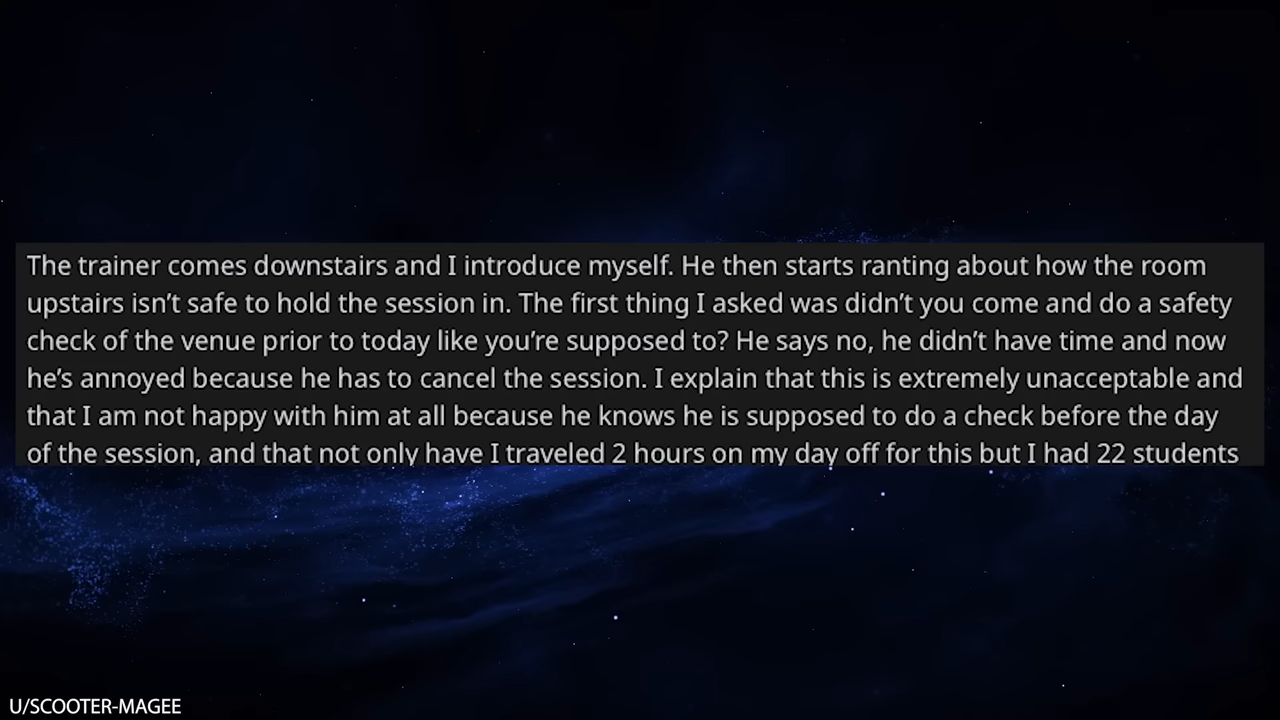 The trainer comes downstairs and I introduce myself. He then starts ranting about how the room
upstairs isn’t safe to hold the session in. The first thing I asked was didn’t you come and do a safety
check of the venue prior to today like you’re supposed to? He says no, he didn’t have time and now
he’s annoyed because he has to cancel the session. I explain that this is extremely unacceptable and
that I am not happy with him at all because he knows he is supposed to do a check before the day
of the session, and that not only have I traveled 2 hours on my day off for this but I had 22 students
U/SCOOTER-MAGEE